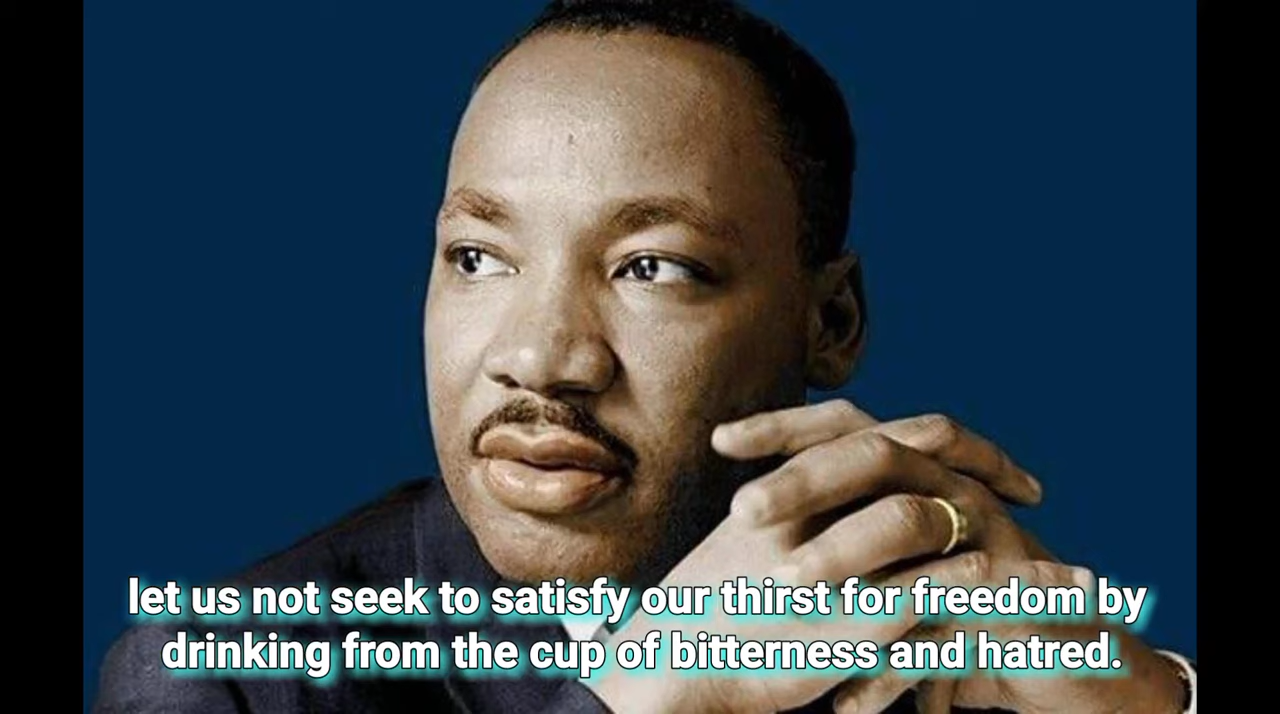 let us not seek to satisfy our thirst for freedom by
drinking from the cup of bitterness and hatred.